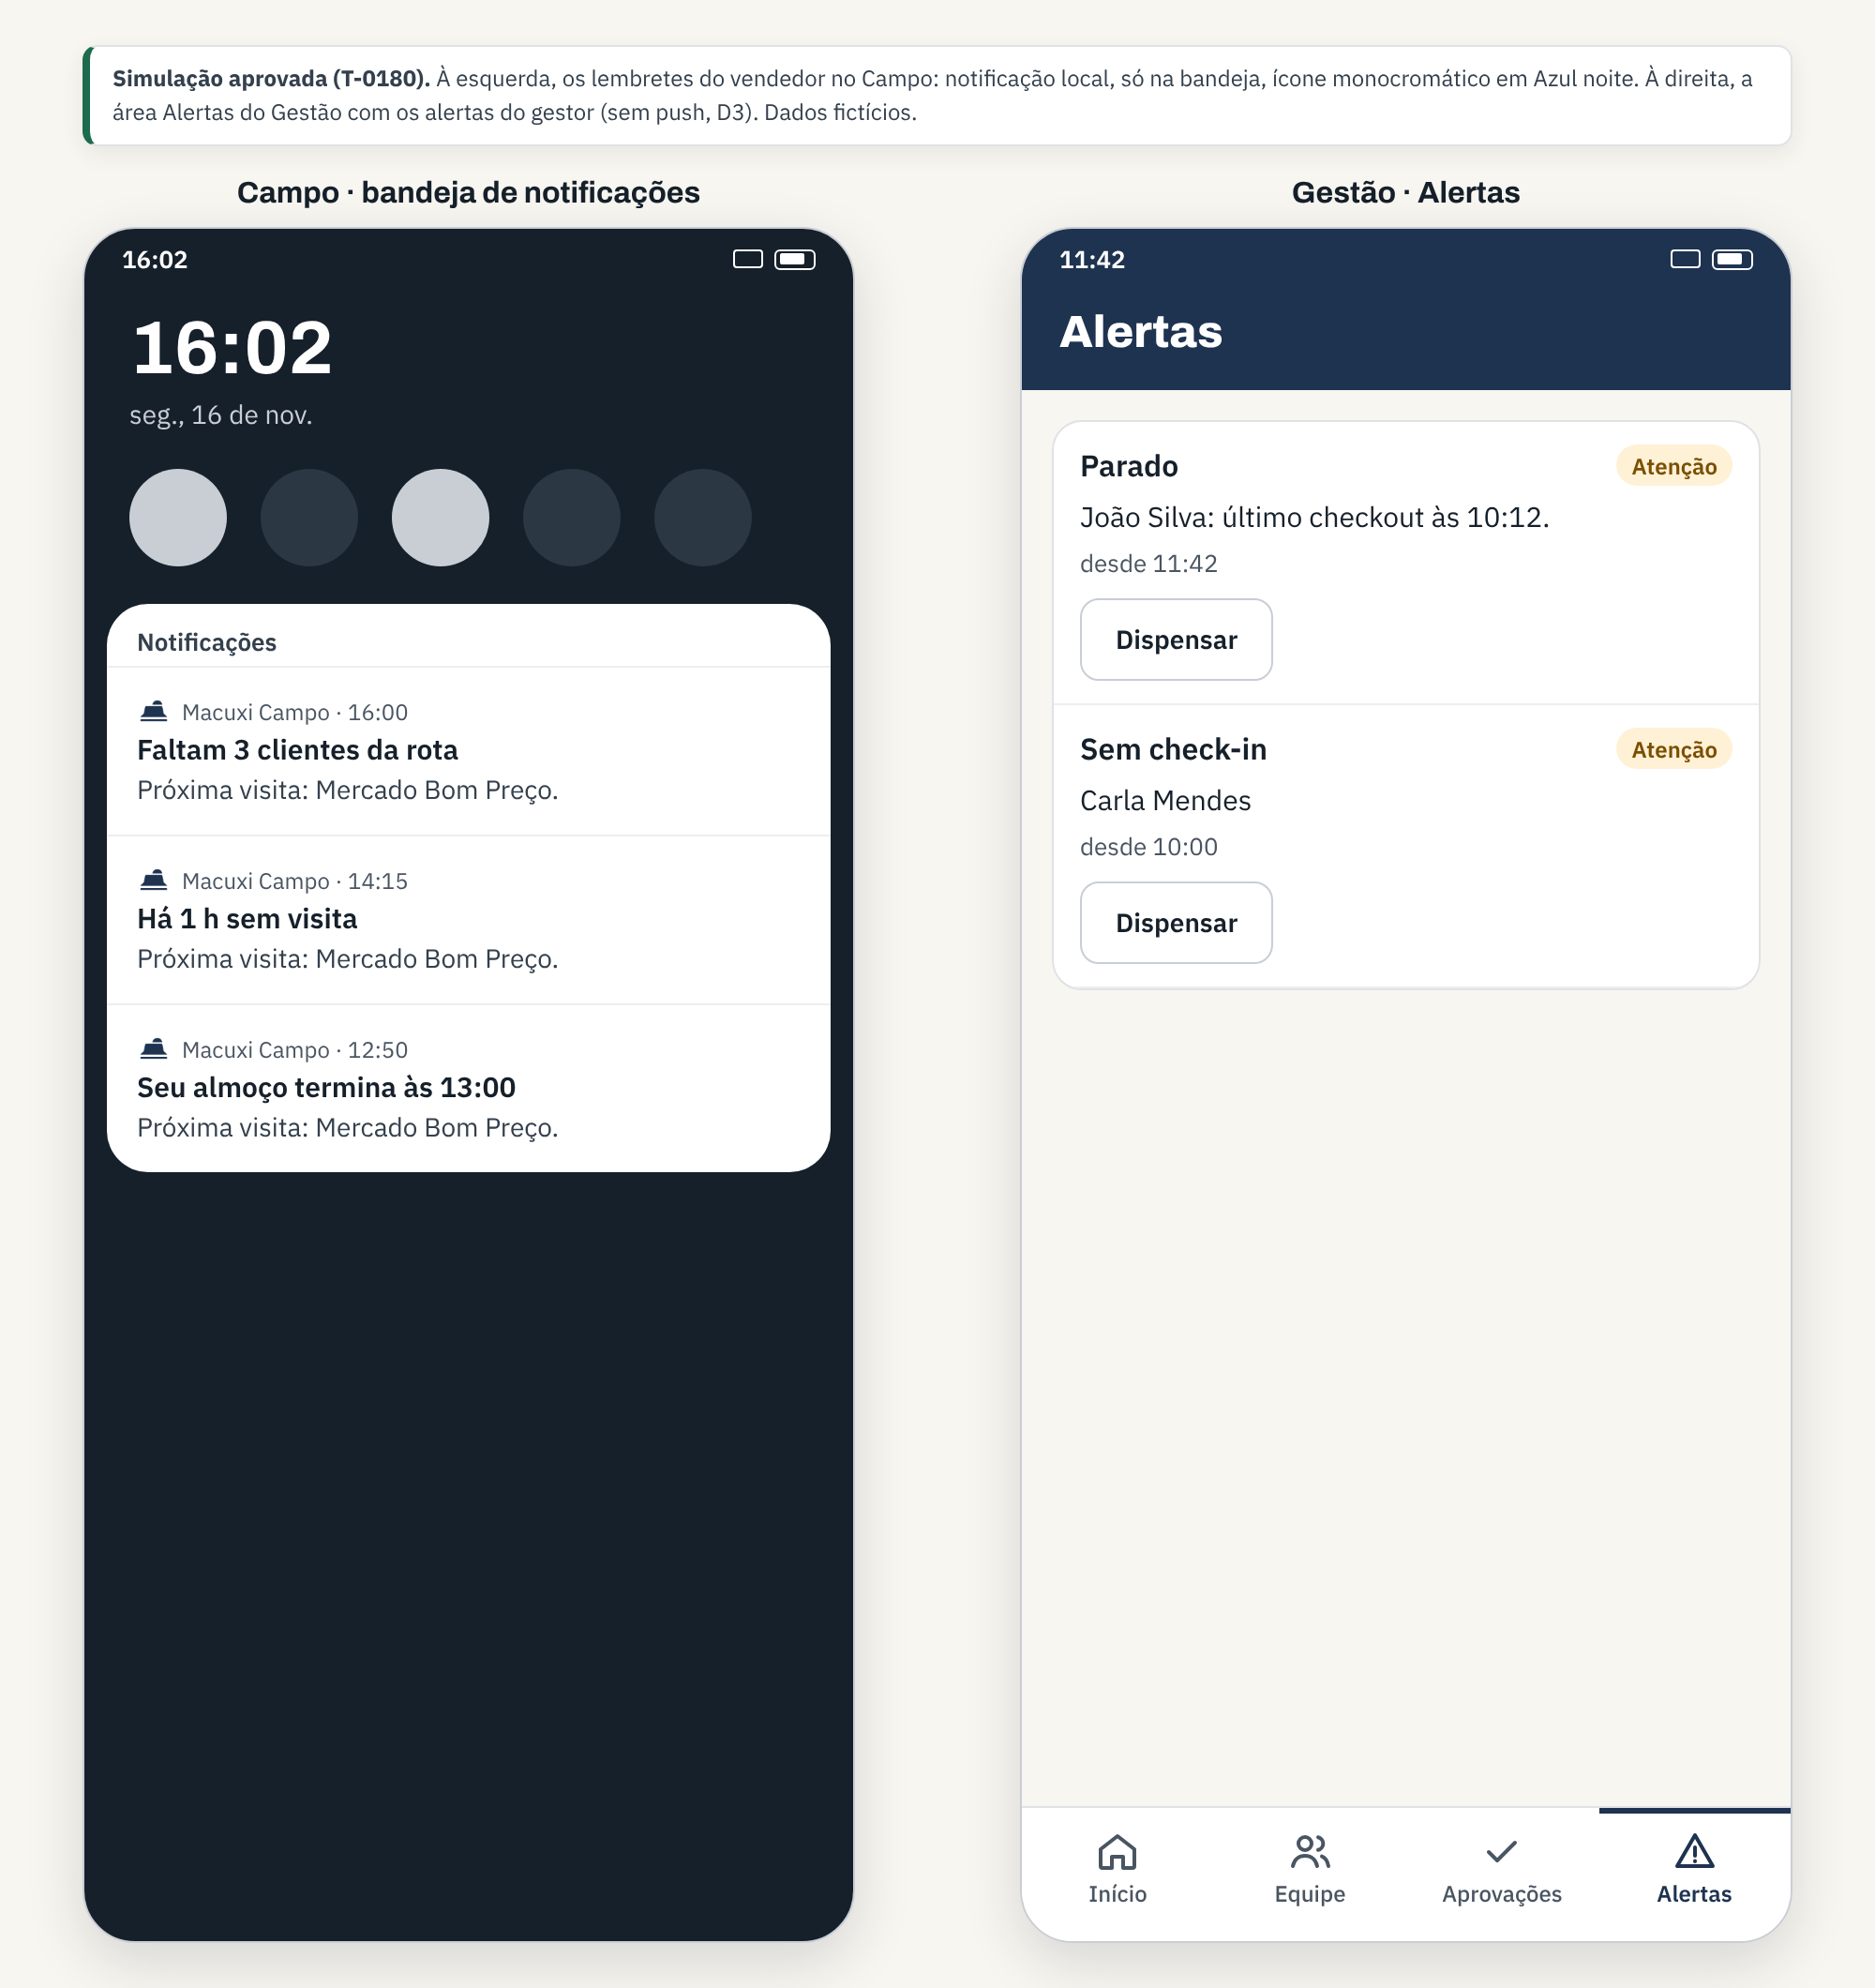 Simulação aprovada (T-0180). À esquerda, os lembretes do vendedor no Campo: notificação local, só na bandeja, ícone monocromático em Azul noite. À direita, a
área Alertas do Gestão com os alertas do gestor (sem push, D3). Dados fictícios.
Campo · bandeja de notificações
16:02
16:02
seg., 16 de nov.
Notificações
Macuxi Campo · 16:00
Faltam 3 clientes da rota
Próxima visita: Mercado Bom Preço.
Macuxi Campo · 14:15
Há 1 h sem visita
Próxima visita: Mercado Bom Preço.
Macuxi Campo · 12:50
Seu almoço termina às 13:00
Próxima visita: Mercado Bom Preço.
Gestão · Alertas
11:42
Alertas
Parado
Atenção
João Silva: último checkout às 10:12.
desde 11:42
Dispensar
Sem check-in
Atenção
Carla Mendes
desde 10:00
Dispensar
Início
Equipe
Aprovações
Alertas